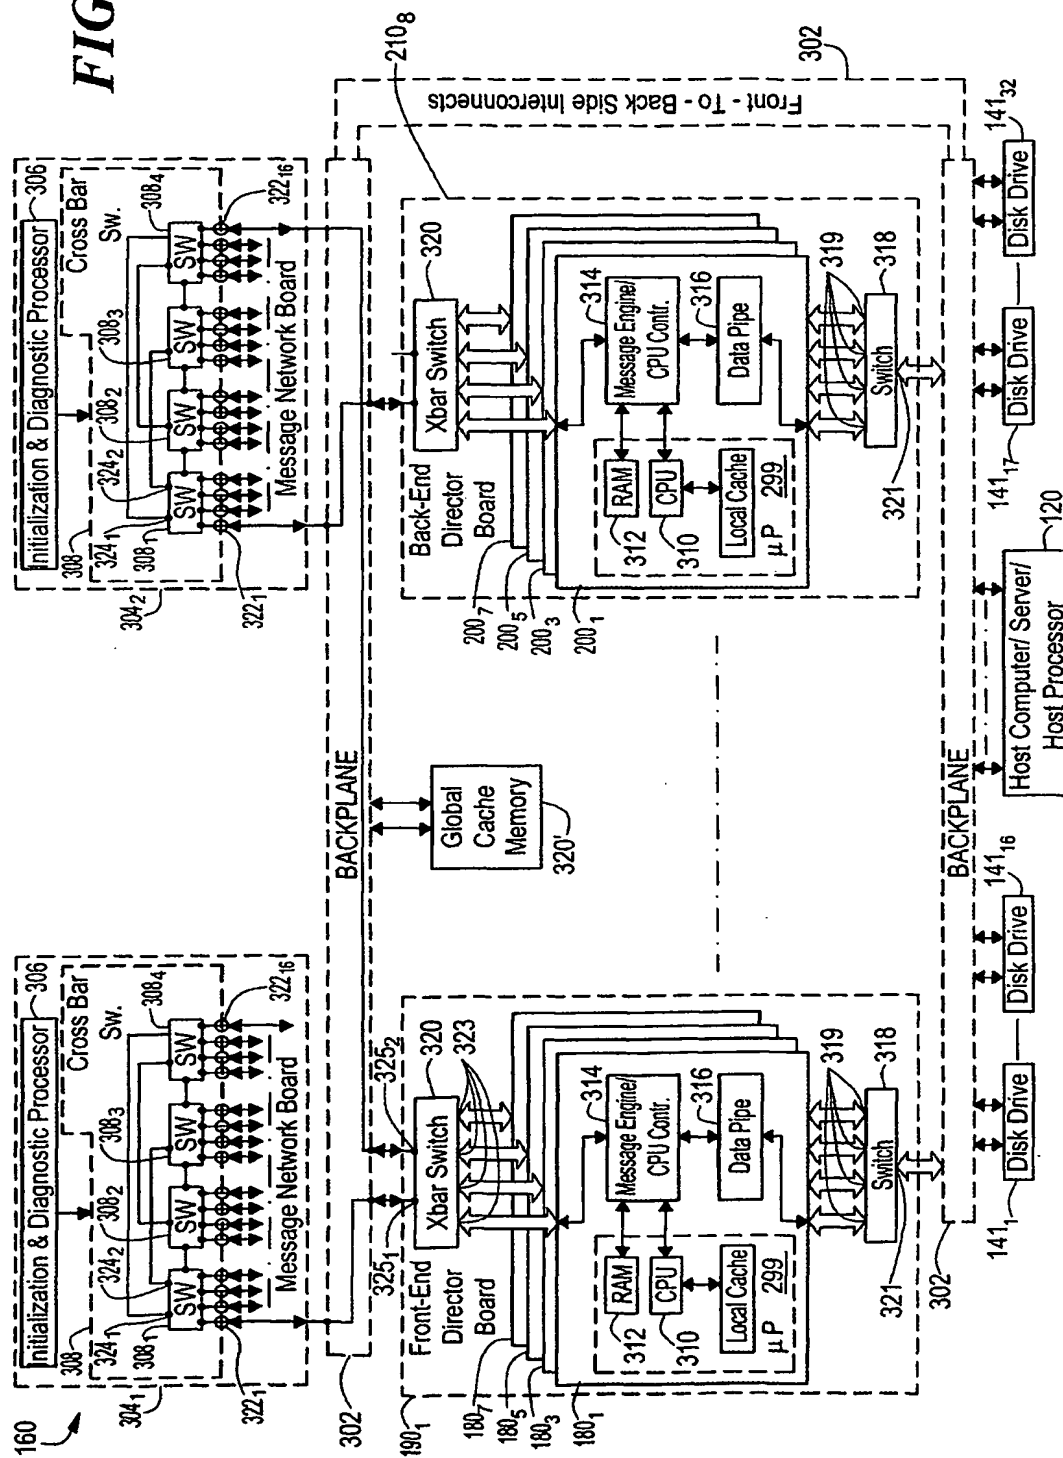 FIG
160
Initialization & Diagnostic Processor
306
308
Cross Bar
Sw.
324₁
324₂
308₁
308₂
308₃
308₄
SW
SW
SW
SW
304₁
322₁
322₁₆
Message Network Board
Initialization & Diagnostic Processor
306
308
Cross Bar
Sw.
324₁
324₂
308₁
308₂
308₃
308₄
SW
SW
SW
SW
304₂
322₁
322₁₆
Message Network Board
302
BACKPLANE
Front - To - Back Side Interconnects
302
Global
Cache
Memory
320'
190₁
325₁
325₂
320
323
Front-End
Director
Board
Xbar Switch
180₇
180₅
180₃
180₁
314
Message Engine/
CPU Contr.
316
Data Pipe
RAM
312
CPU
310
Local Cache
299
µP
319
318
Switch
321
210₈
320
Back-End
Director
Board
Xbar Switch
200₇
200₅
200₃
200₁
314
Message Engine/
CPU Contr.
316
Data Pipe
RAM
312
CPU
310
Local Cache
299
µP
319
318
Switch
321
302
BACKPLANE
Disk Drive
141₁
Disk Drive
141₁₆
Host Computer/ Server/
Host Processor
120
Disk Drive
141₁₇
Disk Drive
141₃₂